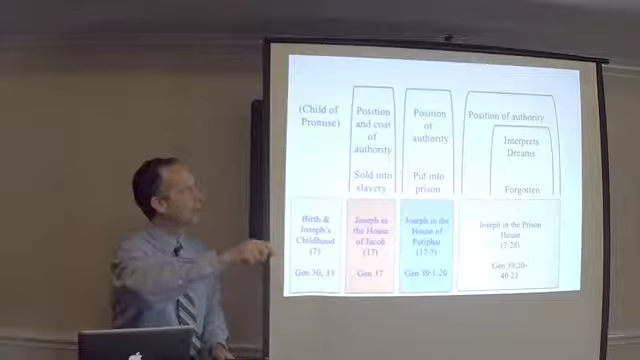 (Child of
Promise)
Position
and cost
of
authority
Sold into
slavery
Position
of
authority
Put into
prison
Position of authority
Interprets
Dreams
Forgotten
Birth &
Joseph's
Childhood
(?)
Gen 30, 33
Joseph in
the House
of Jacob
(17)
Gen 37
Joseph in the
House of
Potiphar
(17-?)
Gen 39:1-20
Joseph in the Prison
House
(?-28)
Gen 39:20-
40:23